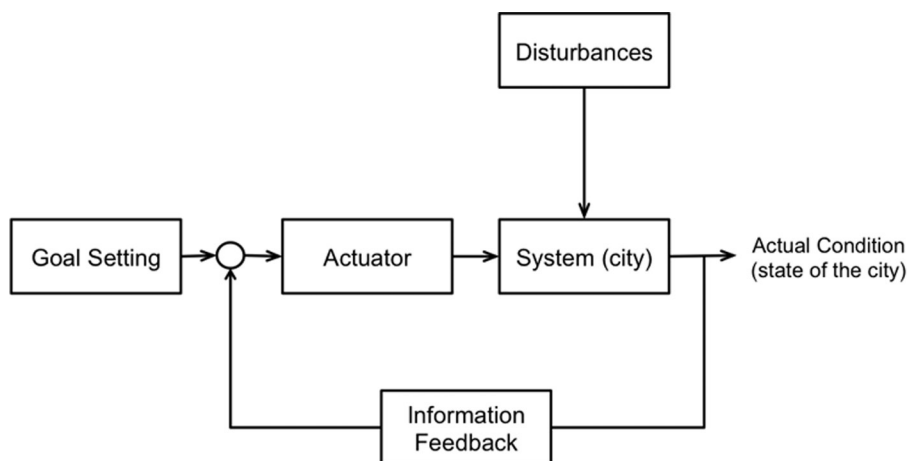 Disturbances
Goal Setting
Actuator
System (city)
Actual Condition
(state of the city)
Information
Feedback